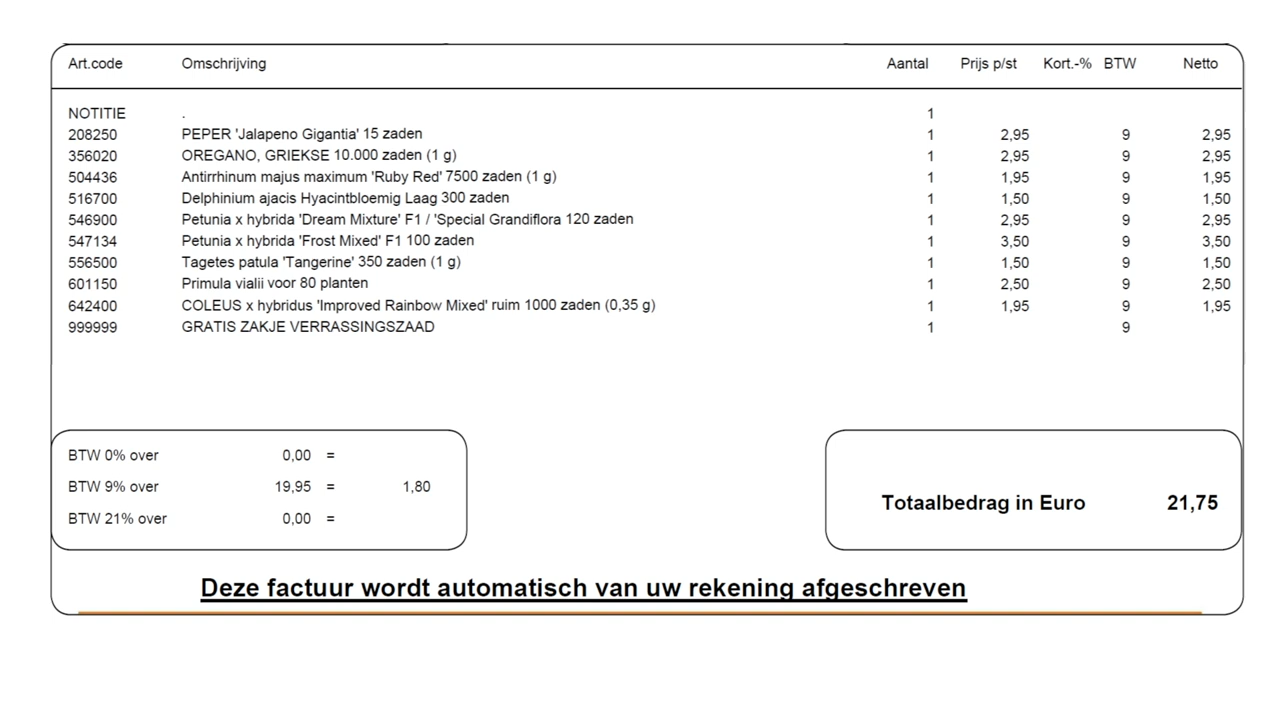 Art.code Omschrijving Aantal Prijs p/st Kort.-% BTW Netto
NOTITIE . 1
208250 PEPER 'Jalapeno Gigantia' 15 zaden 1 2,95 9 2,95
356020 OREGANO, GRIEKSE 10.000 zaden (1 g) 1 2,95 9 2,95
504436 Antirrhinum majus maximum 'Ruby Red' 7500 zaden (1 g) 1 1,95 9 1,95
516700 Delphinium ajacis Hyacintbloemig Laag 300 zaden 1 1,50 9 1,50
546900 Petunia x hybrida 'Dream Mixture' F1 / 'Special Grandiflora 120 zaden 1 2,95 9 2,95
547134 Petunia x hybrida 'Frost Mixed' F1 100 zaden 1 3,50 9 3,50
556500 Tagetes patula 'Tangerine' 350 zaden (1 g) 1 1,50 9 1,50
601150 Primula vialii voor 80 planten 1 2,50 9 2,50
642400 COLEUS x hybridus 'Improved Rainbow Mixed' ruim 1000 zaden (0,35 g) 1 1,95 9 1,95
999999 GRATIS ZAKJE VERRASSINGSZAAD 1 9
BTW 0% over 0,00 =
BTW 9% over 19,95 = 1,80
BTW 21% over 0,00 =
Totaalbedrag in Euro 21,75
Deze factuur wordt automatisch van uw rekening afgeschreven